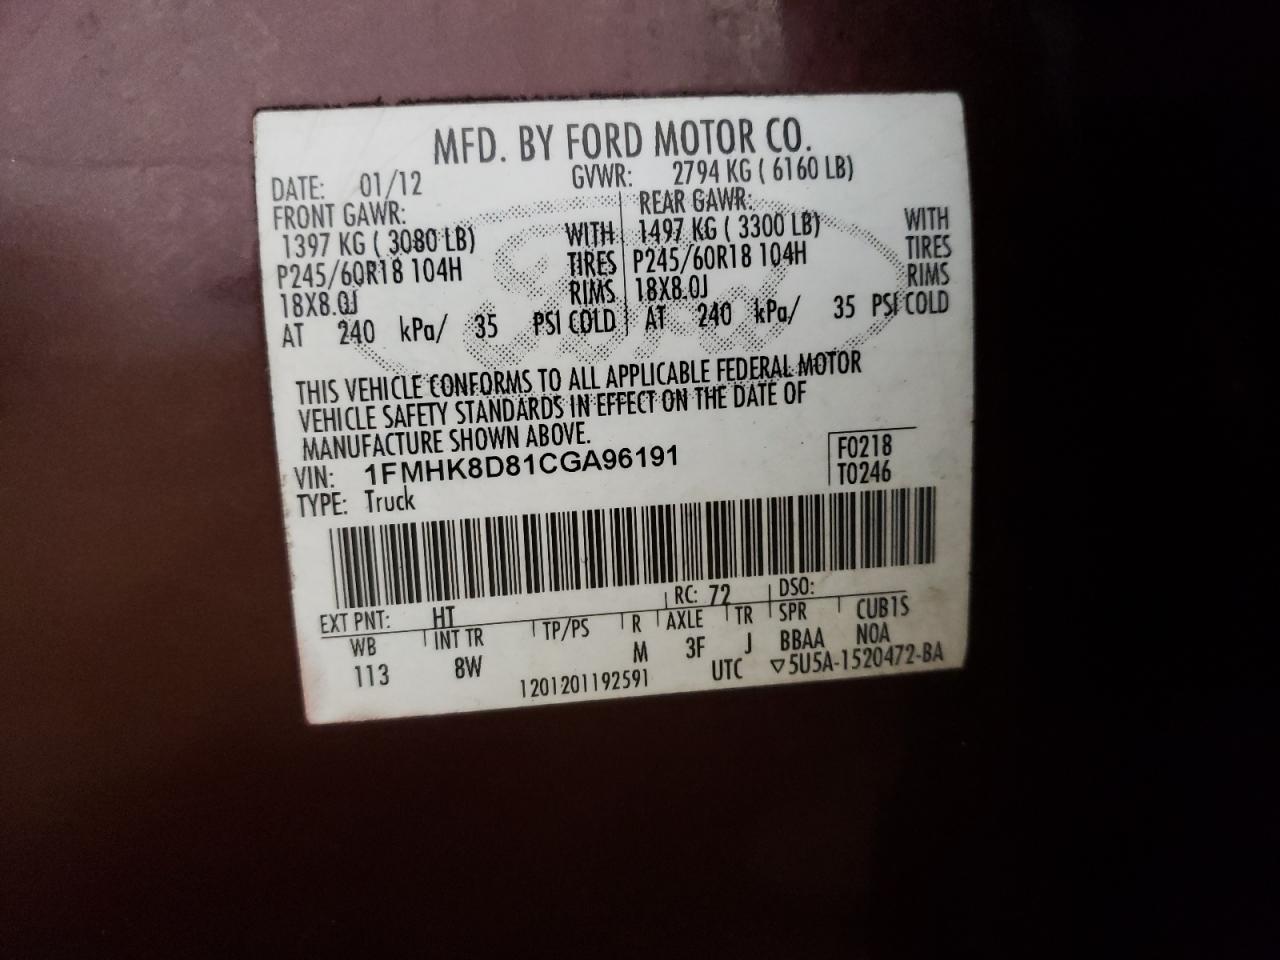 MFD. BY FORD MOTOR CO.
DATE: 01/12 GVWR: 2794 KG ( 6160 LB)
FRONT GAWR: REAR GAWR:
1397 KG ( 3080 LB) WITH 1497 KG ( 3300 LB) WITH
P245/60R18 104H TIRES P245/60R18 104H TIRES
18X8.0J RIMS 18X8.0J RIMS
AT 240 kPa/ 35 PSI COLD AT 240 kPa/ 35 PSI COLD
Ford
THIS VEHICLE CONFORMS TO ALL APPLICABLE FEDERAL MOTOR
VEHICLE SAFETY STANDARDS IN EFFECT ON THE DATE OF
MANUFACTURE SHOWN ABOVE.
VIN: 1FMHK8D81CGA96191 F0218
TYPE: Truck T0246
EXT PNT: HT RC: 72 DSO:
WB INT TR TP/PS R AXLE TR SPR CUB1S
113 8W M 3F J BBAA NOA
1201201192591 UTC ▽5U5A-1520472-BA